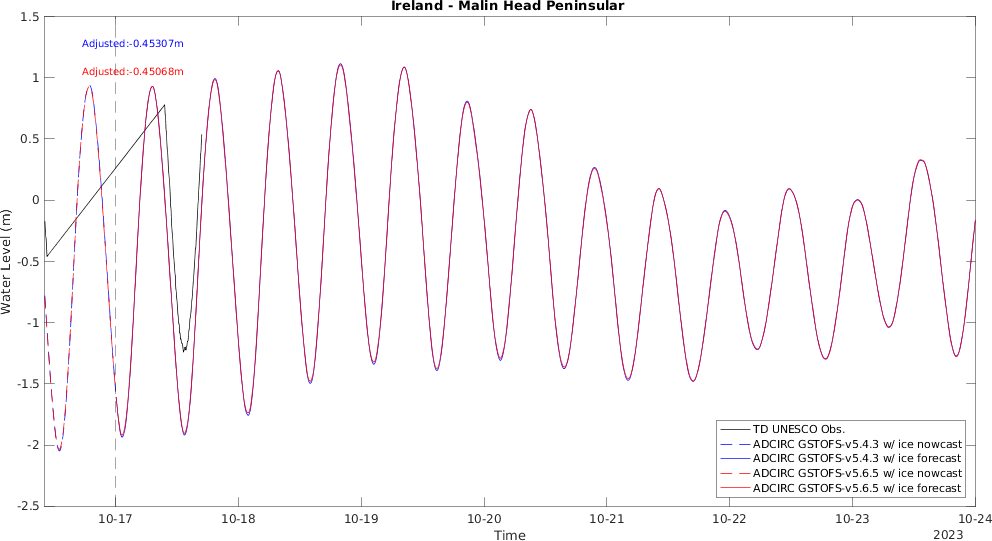 Ireland - Malin Head Peninsular
Adjusted:-0.45307m
Adjusted:-0.45068m
Water Level (m)
1.5
1
0.5
0
-0.5
-1
-1.5
-2
-2.5
TD UNESCO Obs.
ADCIRC GSTOFS-v5.4.3 w/ ice nowcast
ADCIRC GSTOFS-v5.4.3 w/ ice forecast
ADCIRC GSTOFS-v5.6.5 w/ ice nowcast
ADCIRC GSTOFS-v5.6.5 w/ ice forecast
10-17 10-18 10-19 10-20 10-21 10-22 10-23 10-24
Time
2023